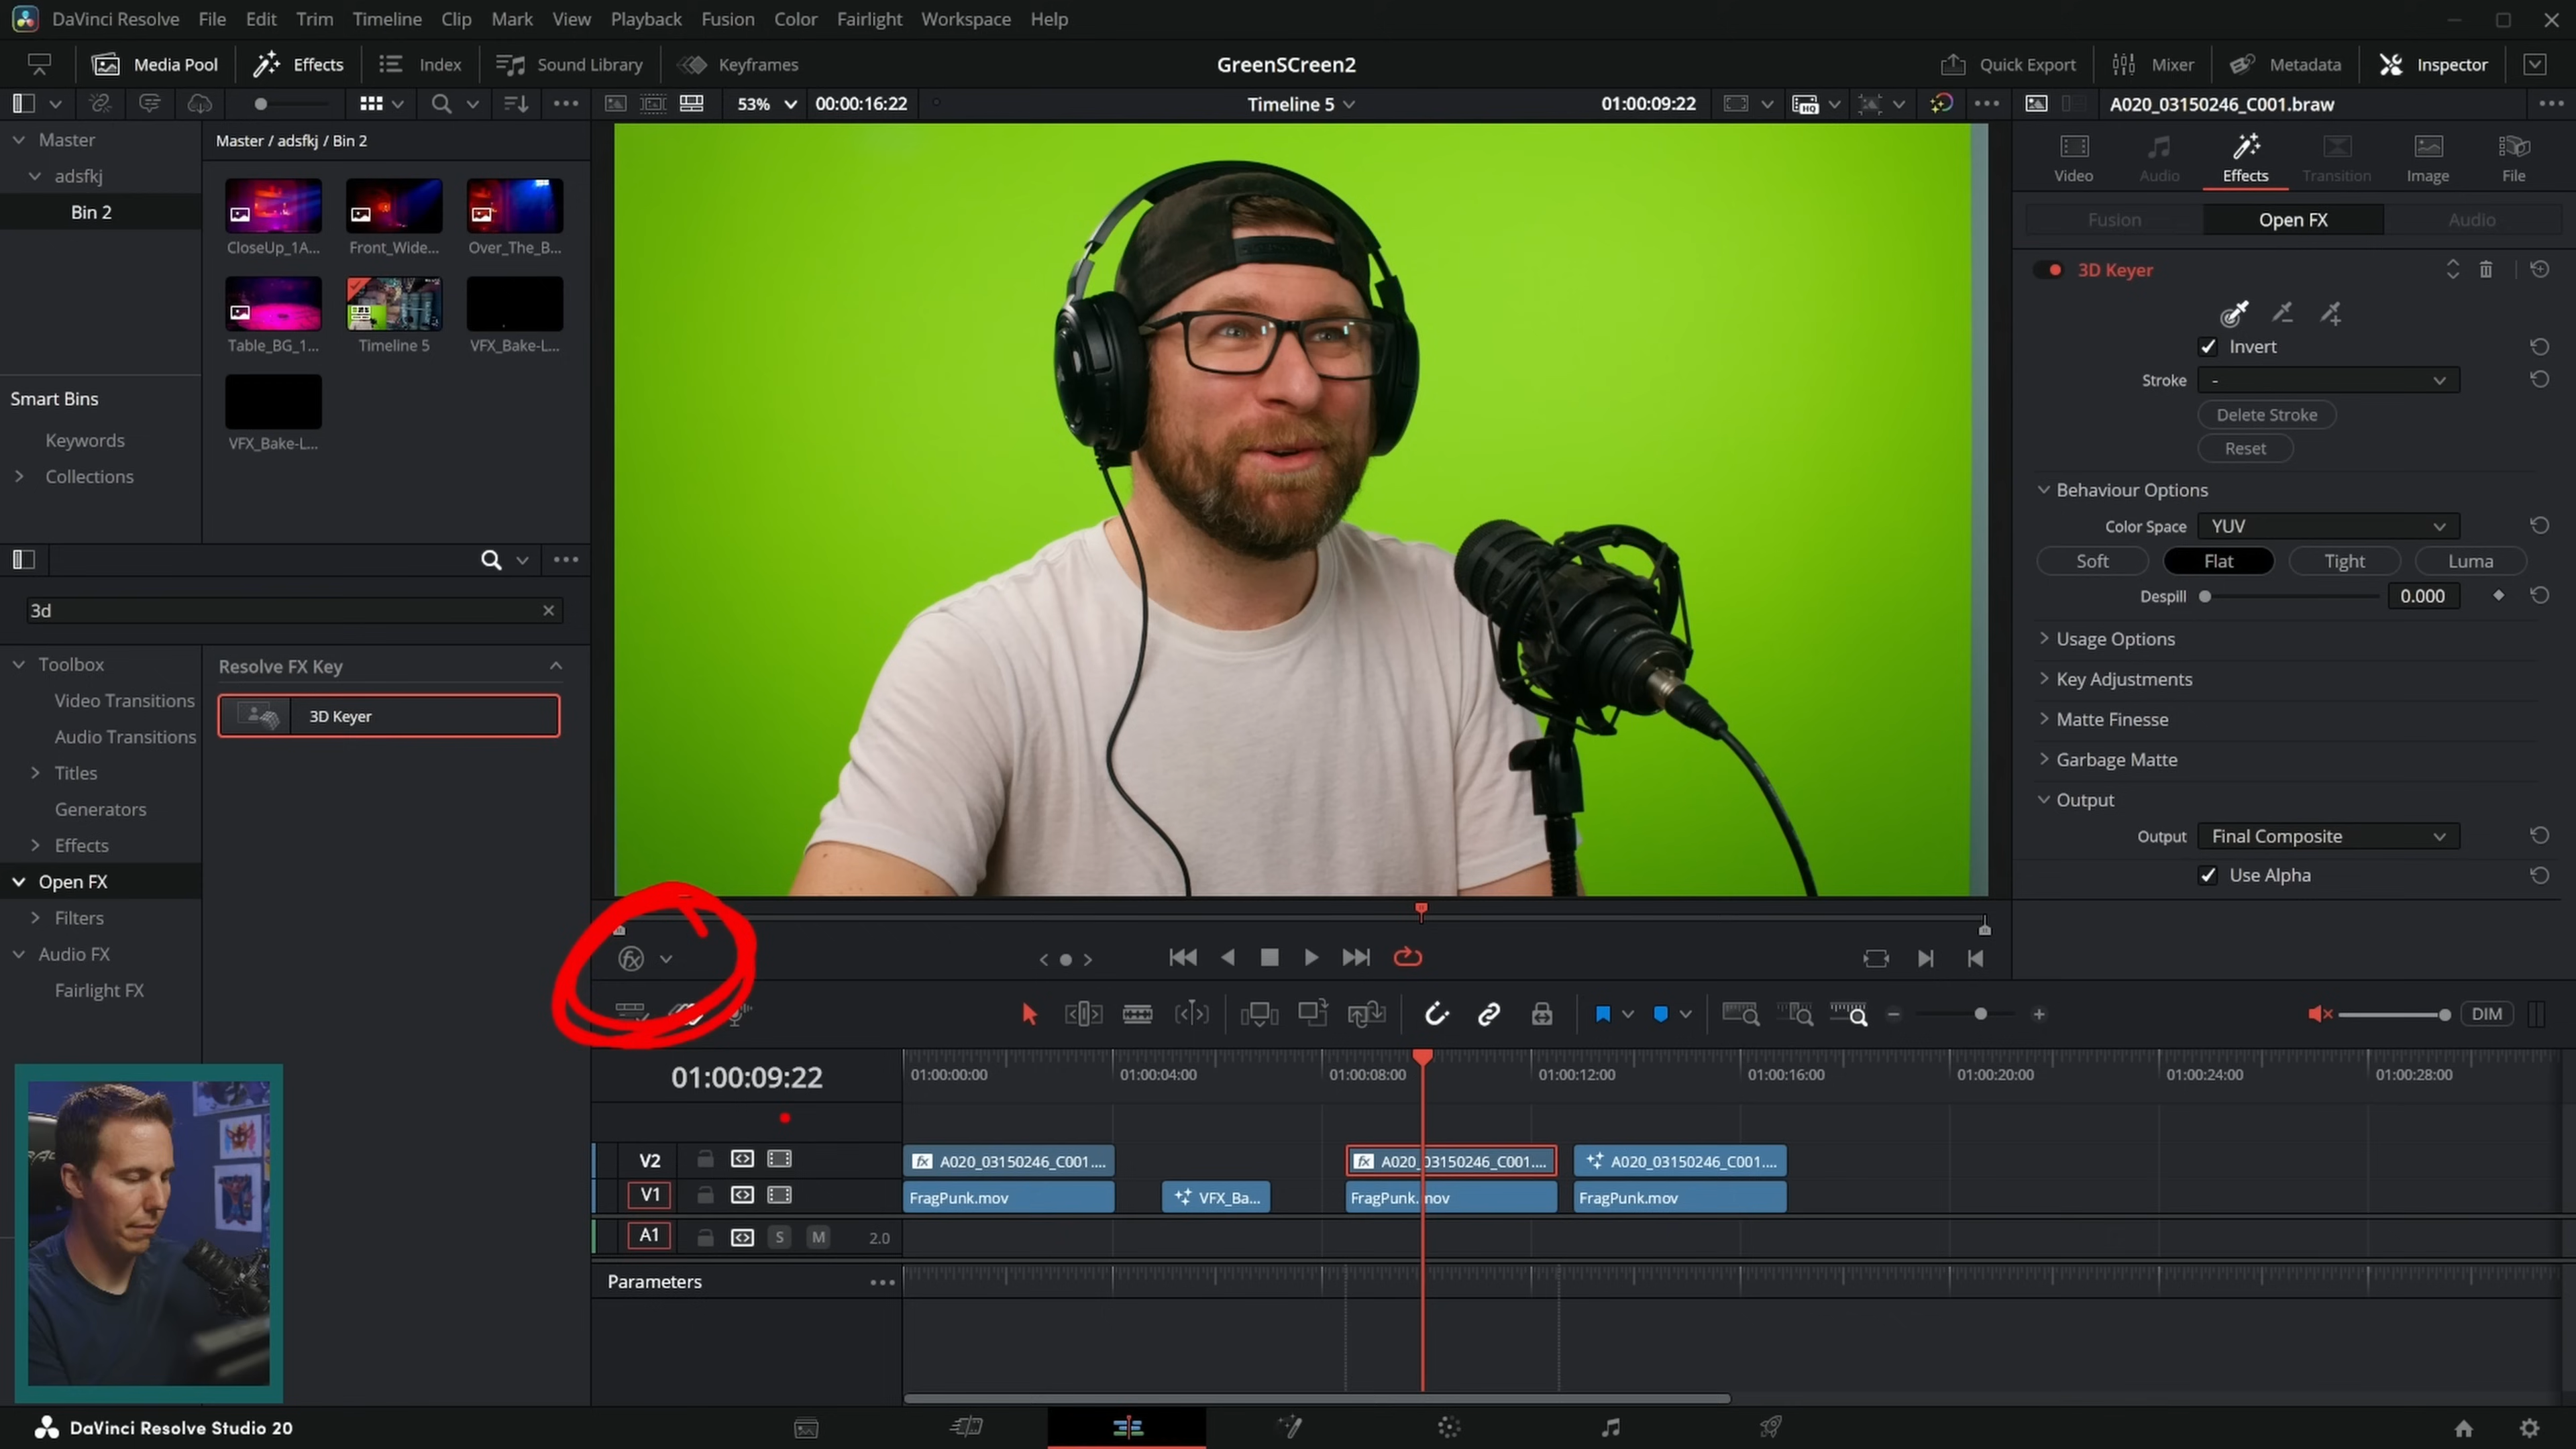 DaVinci Resolve File Edit Trim Timeline Clip Mark View Playback Fusion Color Fairlight Workspace Help
Media Pool Effects Index Sound Library Keyframes GreenSCreen2 Quick Export Mixer Metadata Inspector
53% 00:00:16:22 Timeline 5 01:00:09:22 A020_03150246_C001.braw
Master
adsfkj
Bin 2
Master / adsfkj / Bin 2
CloseUp_1A... Front_Wide... Over_The_B...
Table_BG_1... Timeline 5 VFX_Bake-L...
VFX_Bake-L...
Smart Bins
Keywords
Collections
3d
Toolbox
Video Transitions
Audio Transitions
Titles
Generators
Effects
Open FX
Filters
Audio FX
Fairlight FX
Resolve FX Key
3D Keyer
Video Audio Effects Transition Image File
Fusion Open FX Audio
3D Keyer
Invert
Stroke -
Delete Stroke
Reset
Behaviour Options
Color Space YUV
Soft Flat Tight Luma
Despill 0.000
Usage Options
Key Adjustments
Matte Finesse
Garbage Matte
Output
Output Final Composite
Use Alpha
fx
DIM
01:00:09:22
01:00:00:00 01:00:04:00 01:00:08:00 01:00:12:00 01:00:16:00 01:00:20:00 01:00:24:00 01:00:28:00
V2 fx A020_03150246_C001.... fx A020_03150246_C001.... A020_03150246_C001....
V1 FragPunk.mov VFX_Ba... FragPunk.mov FragPunk.mov
A1 S M 2.0
Parameters
DaVinci Resolve Studio 20